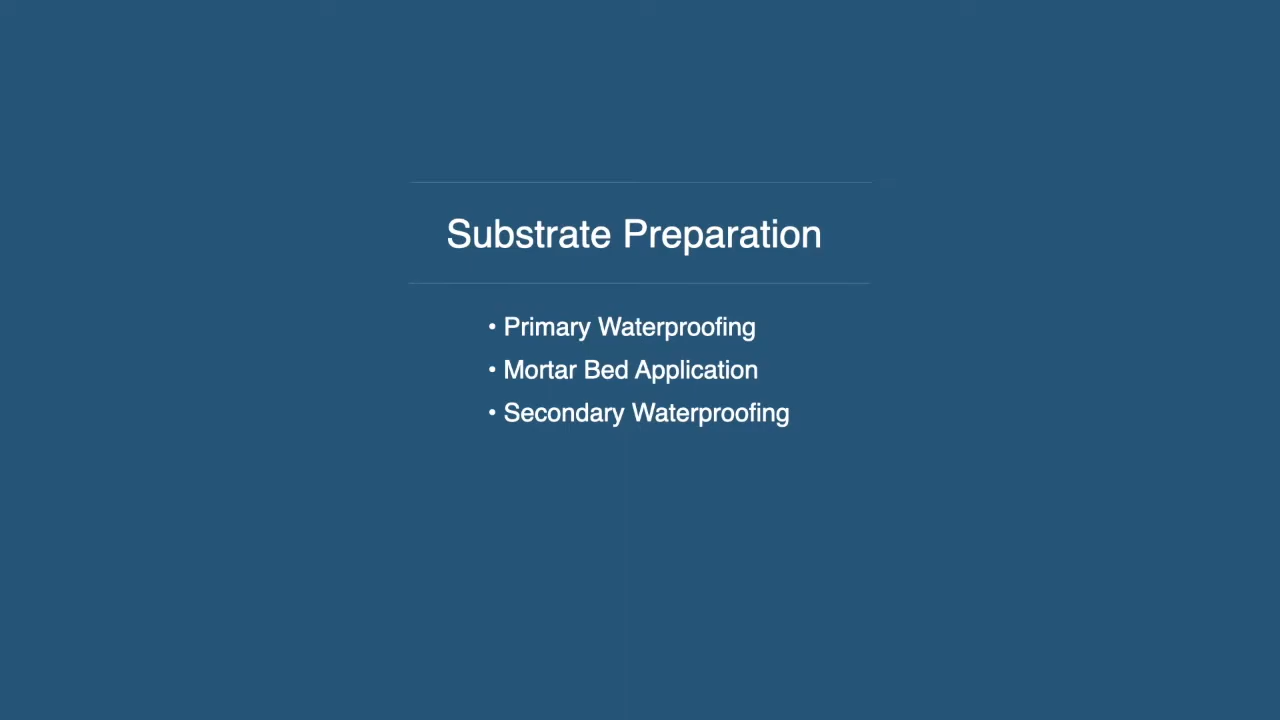 Substrate Preparation
• Primary Waterproofing
• Mortar Bed Application
• Secondary Waterproofing